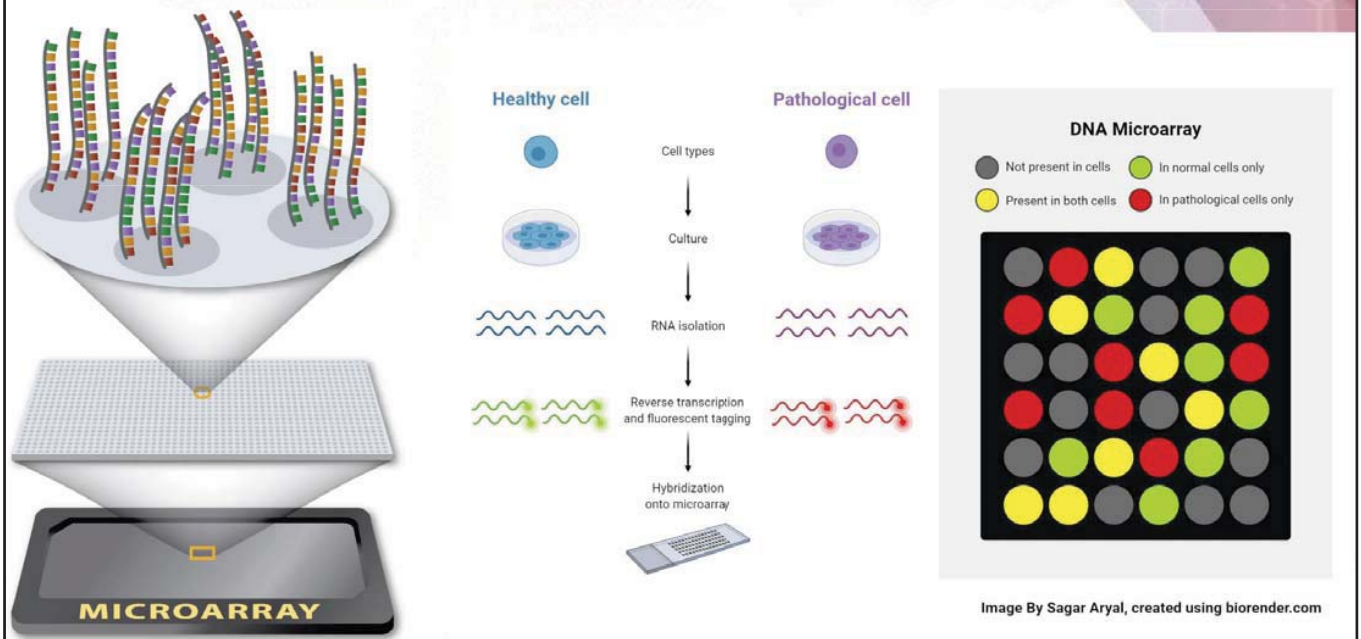 Healthy cell
Pathological cell
Cell types
Culture
RNA isolation
Reverse transcription
and fluorescent tagging
Hybridization
onto microarray
DNA Microarray
Not present in cells
In normal cells only
Present in both cells
In pathological cells only
MICROARRAY
Image By Sagar Aryal, created using biorender.com